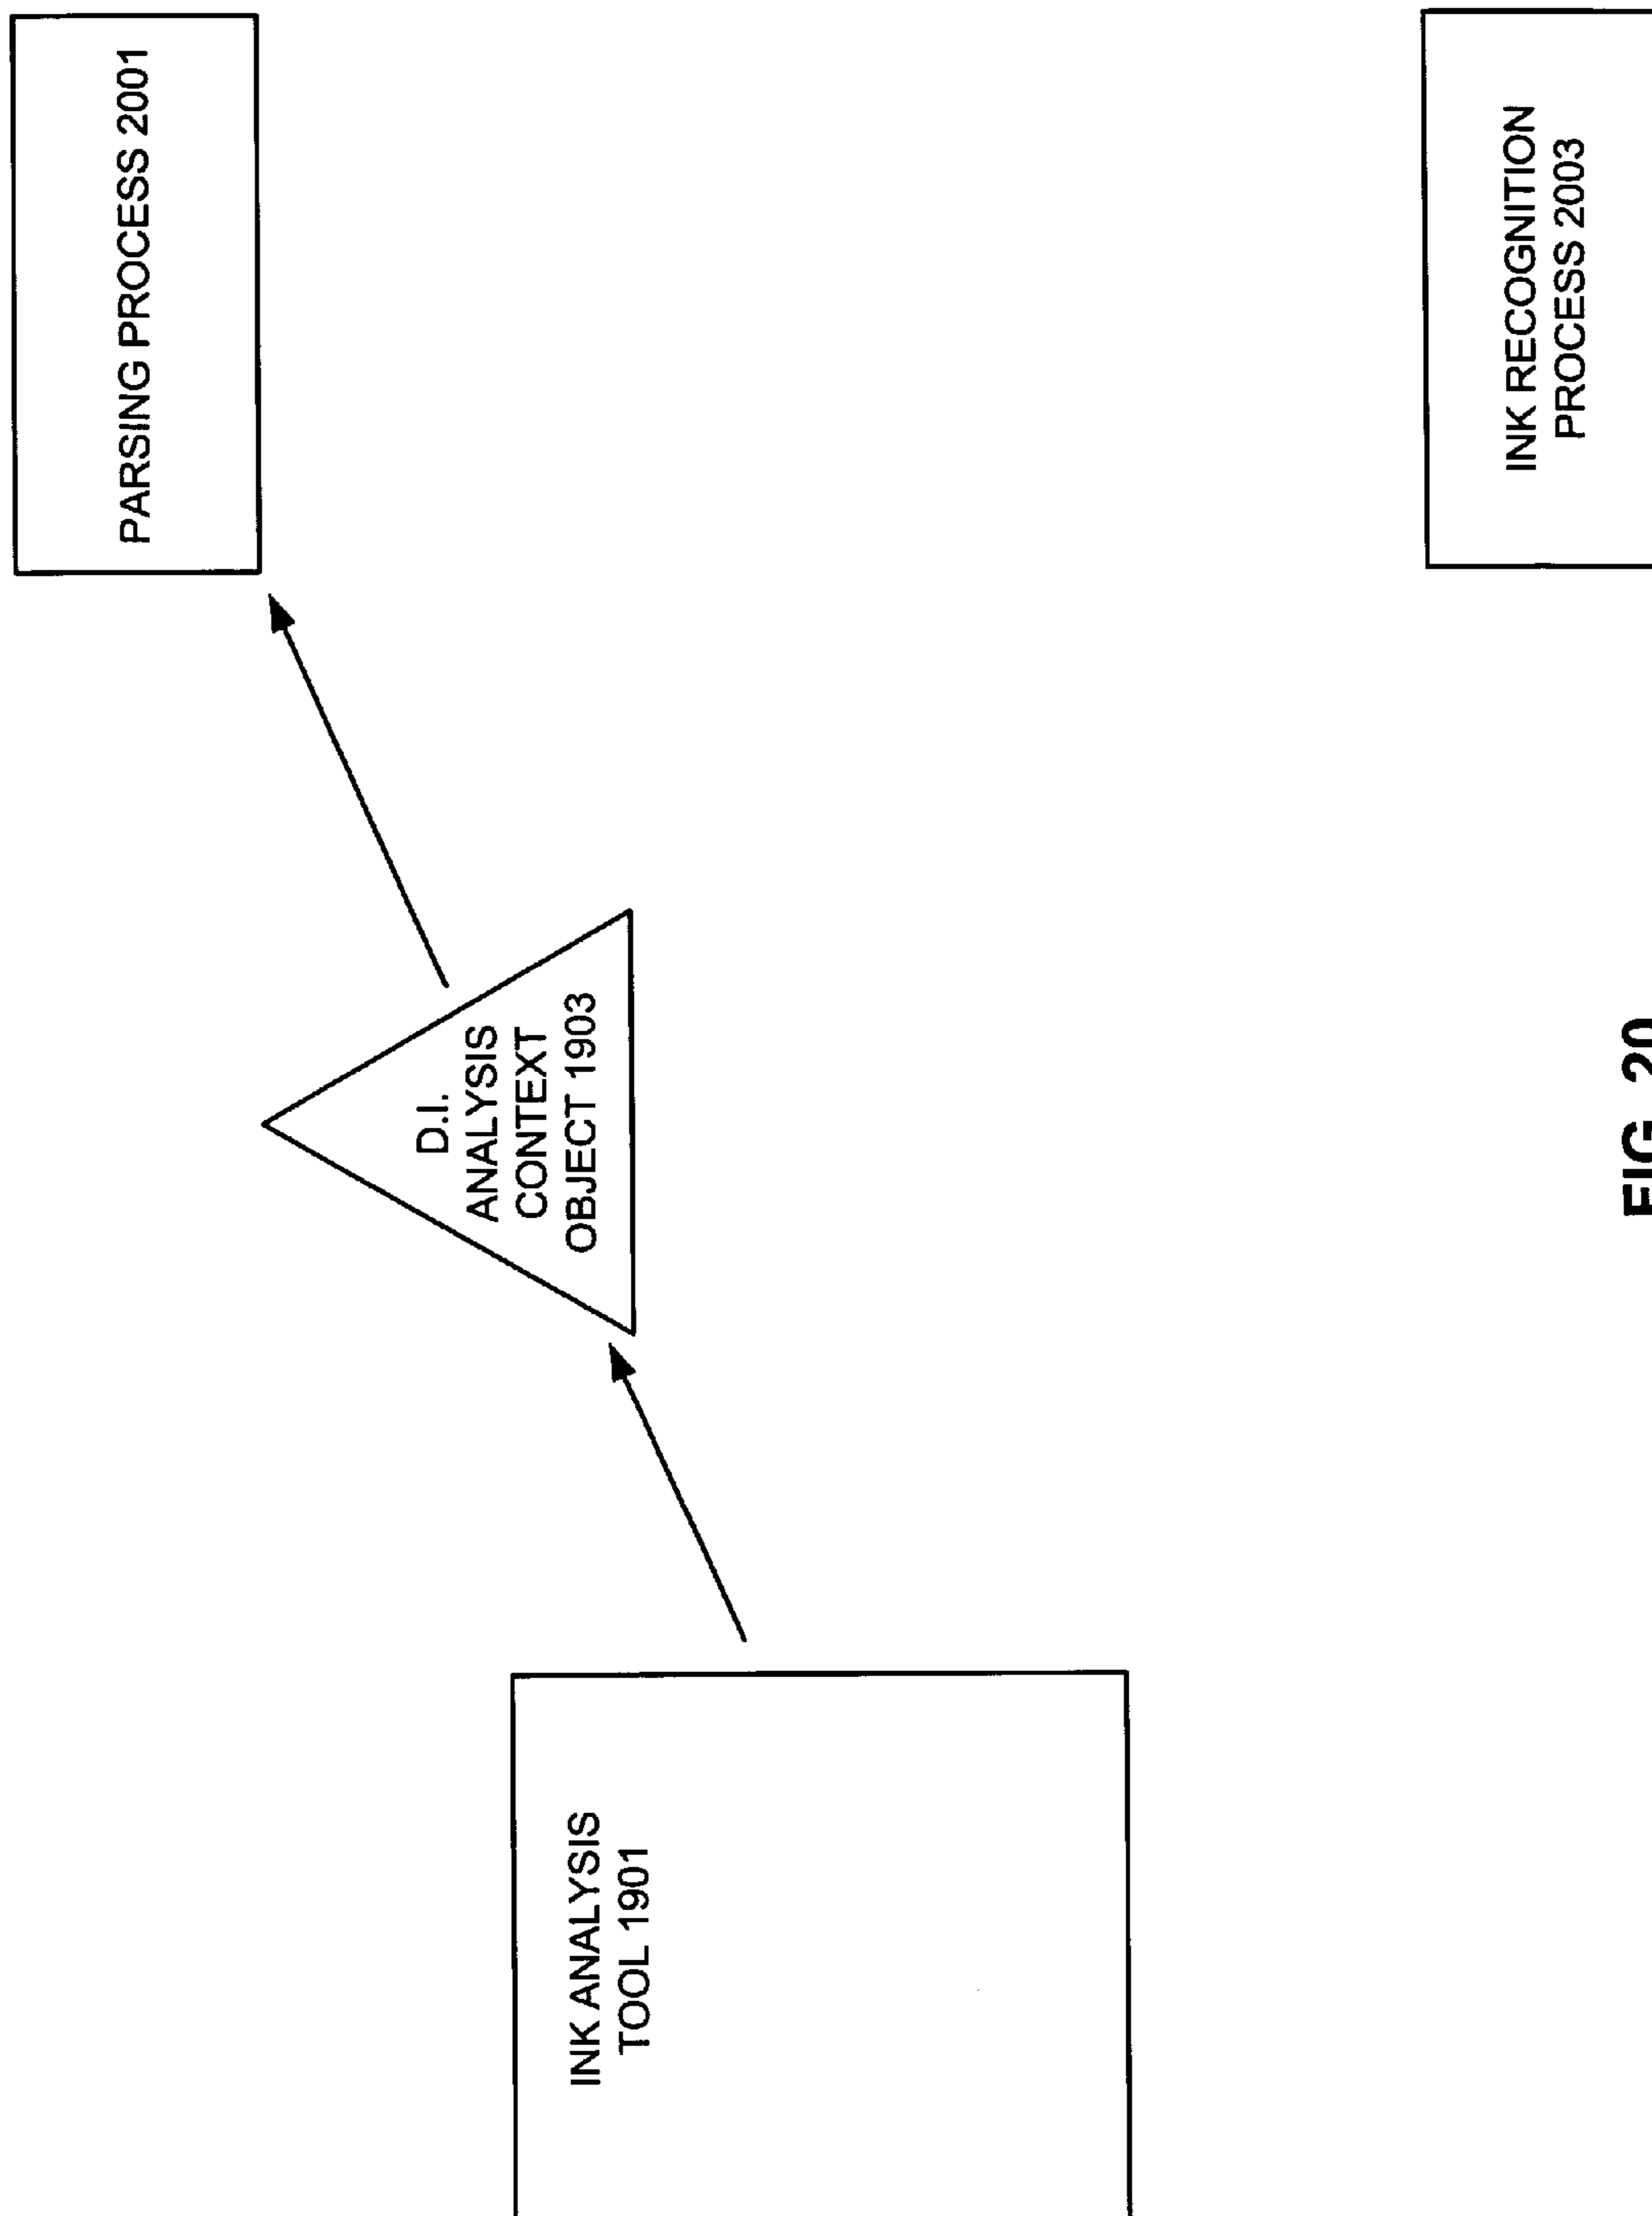 PARSING PROCESS 2001
D.I.
ANALYSIS
CONTEXT
OBJECT 1903
INK ANALYSIS
TOOL 1901
INK RECOGNITION
PROCESS 2003
FIG. 20